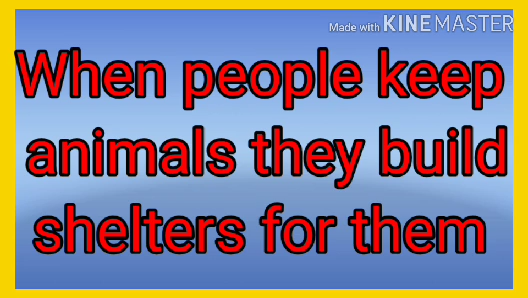 Made with KINEMASTER
When people keep
animals they build
shelters for them